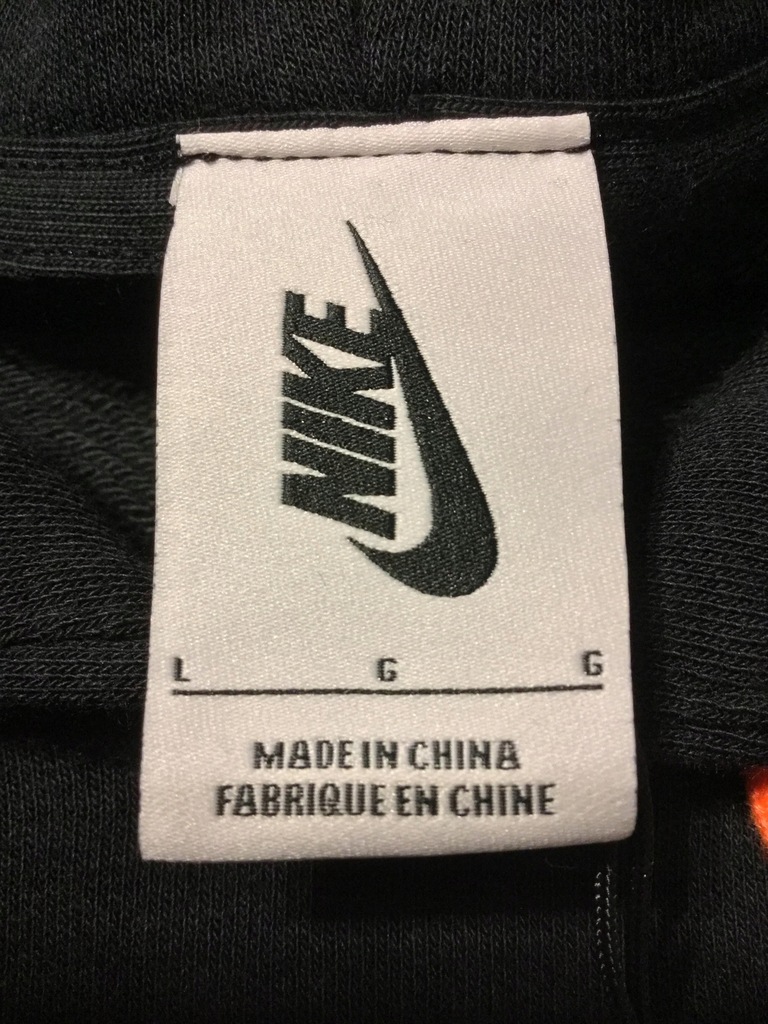 NIKE
L G G
MADE IN CHINA
FABRIQUE EN CHINE